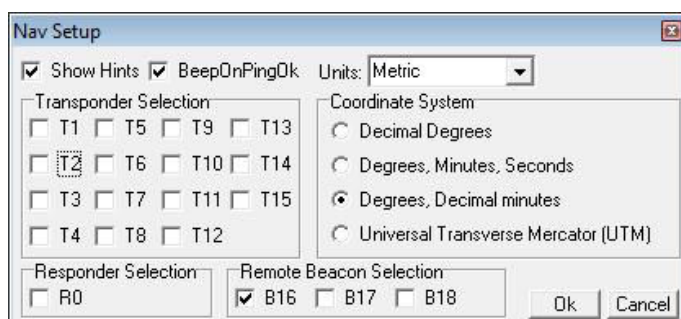 Nav Setup
Show Hints BeepOnPingOk Units: Metric
Transponder Selection
T1 T5 T9 T13
T2 T6 T10 T14
T3 T7 T11 T15
T4 T8 T12
Coordinate System
Decimal Degrees
Degrees, Minutes, Seconds
Degrees, Decimal minutes
Universal Transverse Mercator (UTM)
Responder Selection
R0
Remote Beacon Selection
B16 B17 B18
Ok Cancel